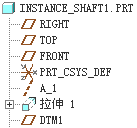 INSTANCE_SHAFT1.PRT
RIGHT
TOP
FRONT
PRT_CSYS_DEF
A_1
拉伸 1
DTM1